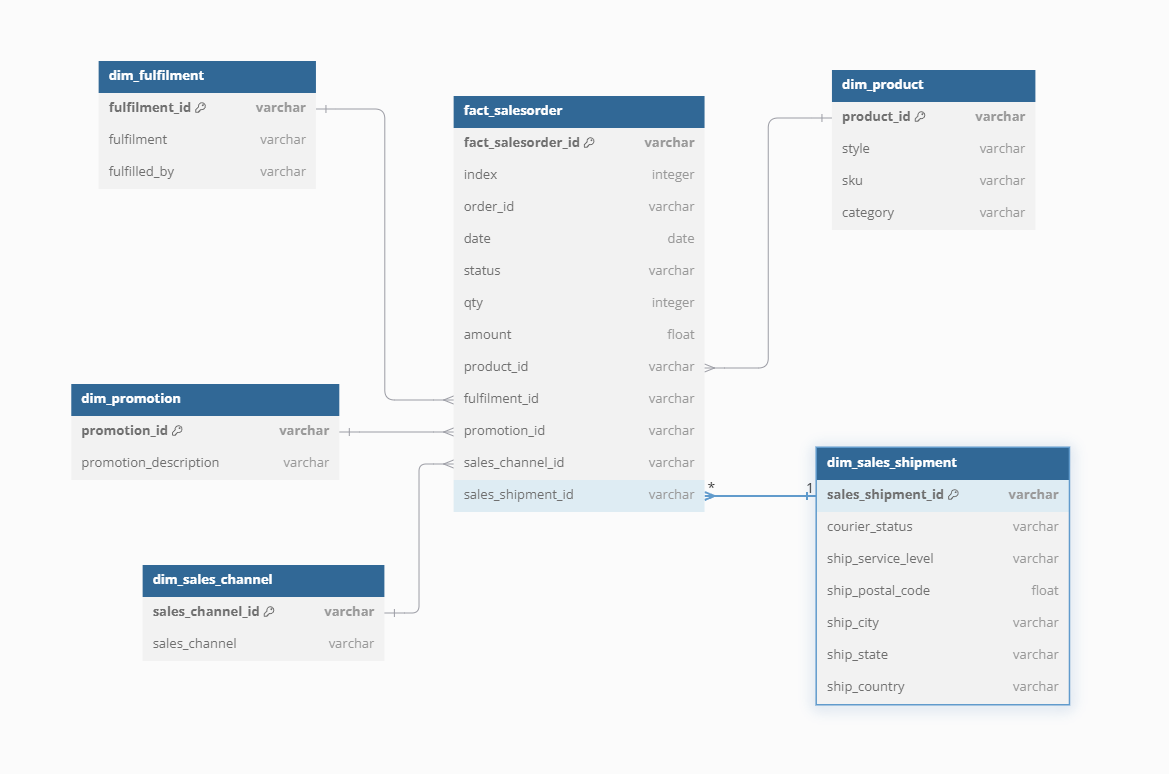 dim_fulfilment
fulfilment_id varchar
fulfilment varchar
fulfilled_by varchar
fact_salesorder
fact_salesorder_id varchar
index integer
order_id varchar
date date
status varchar
qty integer
amount float
product_id varchar
fulfilment_id varchar
promotion_id varchar
sales_channel_id varchar
sales_shipment_id varchar
* 1
dim_product
product_id varchar
style varchar
sku varchar
category varchar
dim_promotion
promotion_id varchar
promotion_description varchar
dim_sales_shipment
sales_shipment_id varchar
courier_status varchar
ship_service_level varchar
ship_postal_code float
ship_city varchar
ship_state varchar
ship_country varchar
dim_sales_channel
sales_channel_id varchar
sales_channel varchar